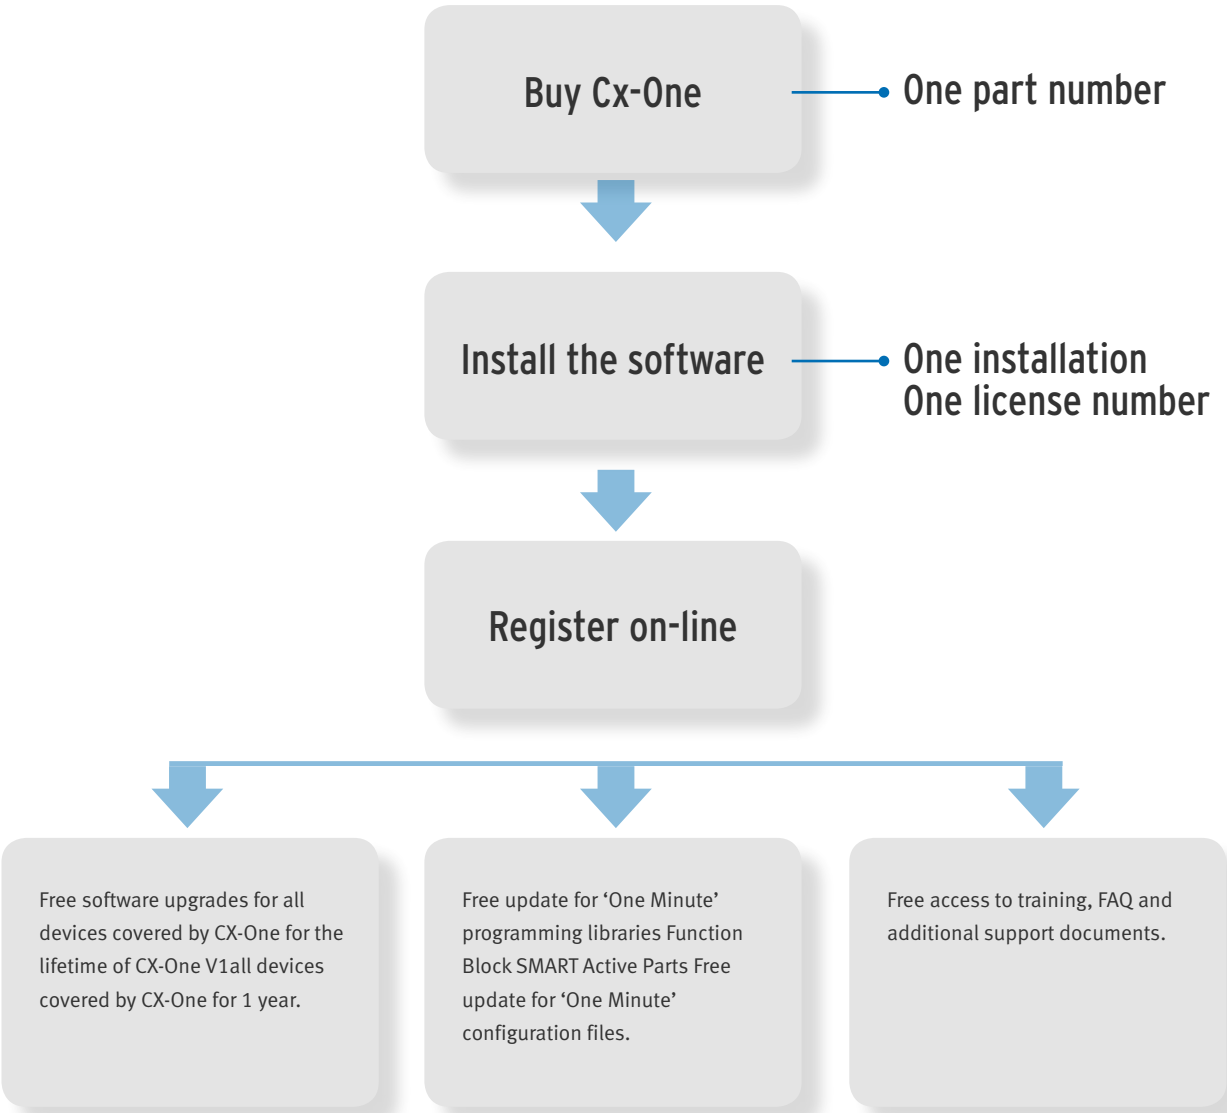 Buy Cx-One
One part number
Install the software
One installation
One license number
Register on-line
Free software upgrades for all
devices covered by CX-One for the
lifetime of CX-One V1all devices
covered by CX-One for 1 year.
Free update for ‘One Minute’
programming libraries Function
Block SMART Active Parts Free
update for ‘One Minute’
configuration files.
Free access to training, FAQ and
additional support documents.